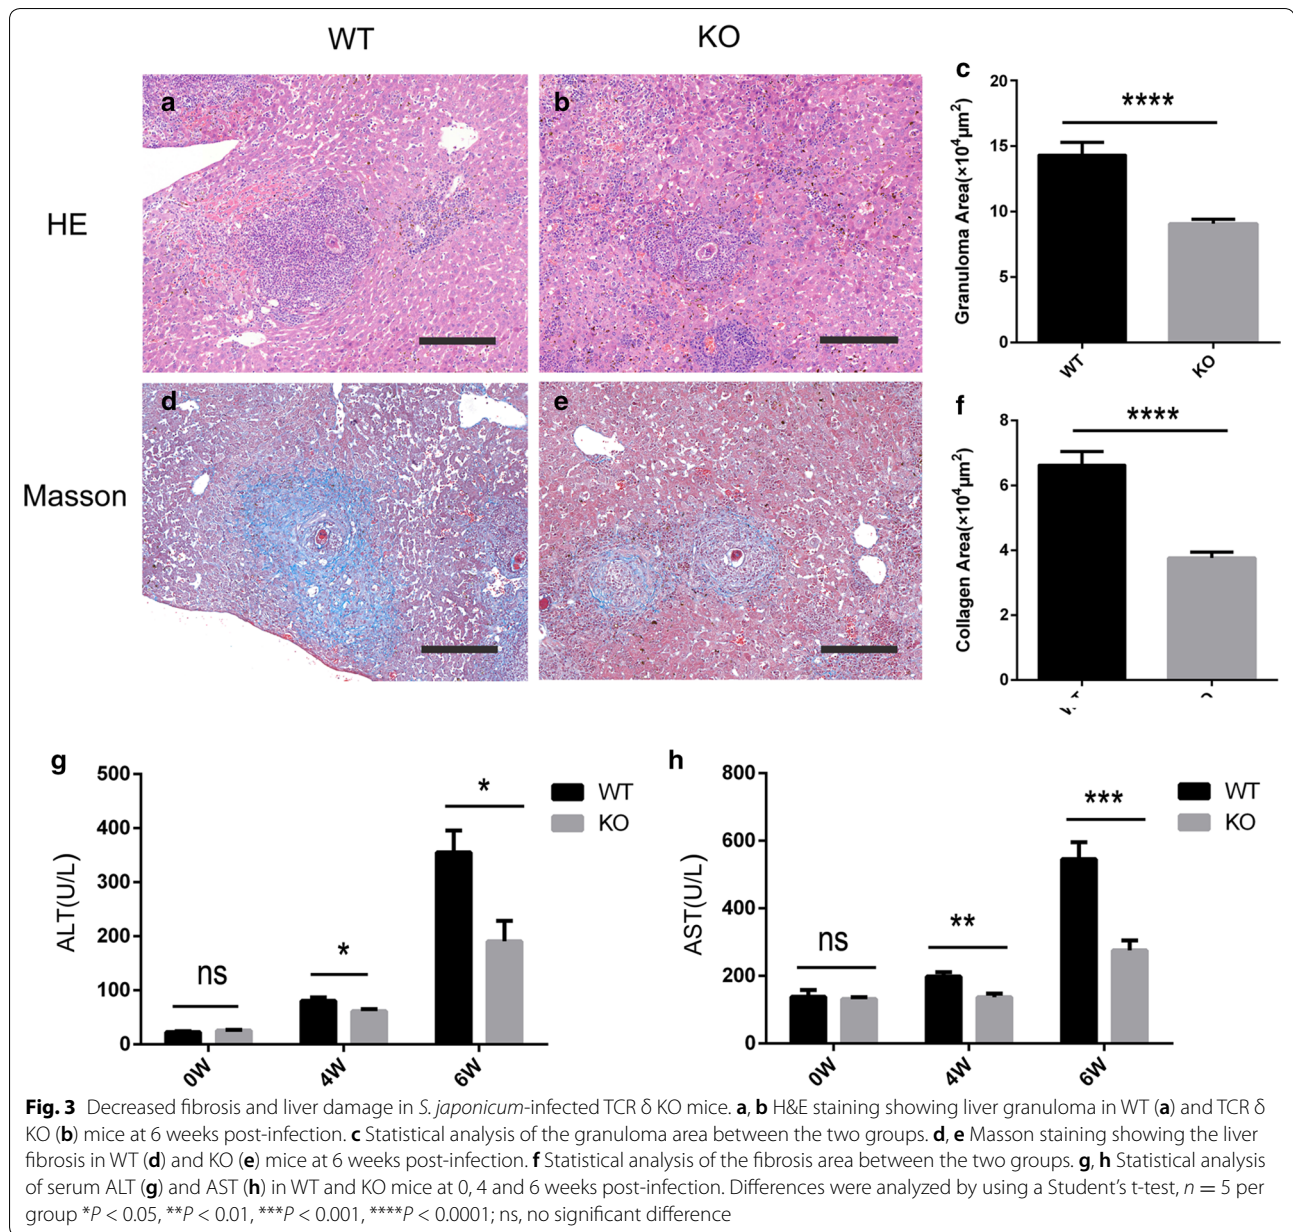 WT
KO
HE
Masson
a
b
c
Granuloma Area(×10⁴μm²)
20
15
10
5
0
****
WT
KO
d
e
f
Collagen Area(×10⁴μm²)
8
6
4
2
0
****
g
ALT(U/L)
500
400
300
200
100
0
ns
*
*
WT
KO
0W
4W
6W
h
AST(U/L)
800
600
400
200
0
ns
**
***
WT
KO
0W
4W
6W
Fig. 3 Decreased fibrosis and liver damage in S. japonicum-infected TCR δ KO mice. a, b H&E staining showing liver granuloma in WT (a) and TCR δ
KO (b) mice at 6 weeks post-infection. c Statistical analysis of the granuloma area between the two groups. d, e Masson staining showing the liver
fibrosis in WT (d) and KO (e) mice at 6 weeks post-infection. f Statistical analysis of the fibrosis area between the two groups. g, h Statistical analysis
of serum ALT (g) and AST (h) in WT and KO mice at 0, 4 and 6 weeks post-infection. Differences were analyzed by using a Student's t-test, n = 5 per
group *P < 0.05, **P < 0.01, ***P < 0.001, ****P < 0.0001; ns, no significant difference